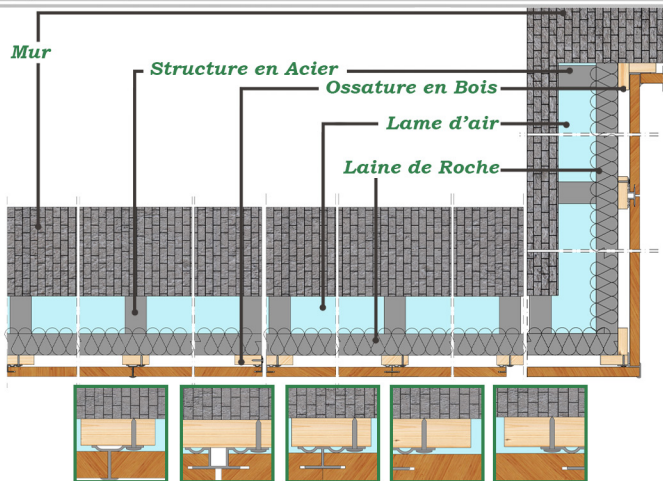 Mur
Structure en Acier
Ossature en Bois
Lame d'air
Laine de Roche